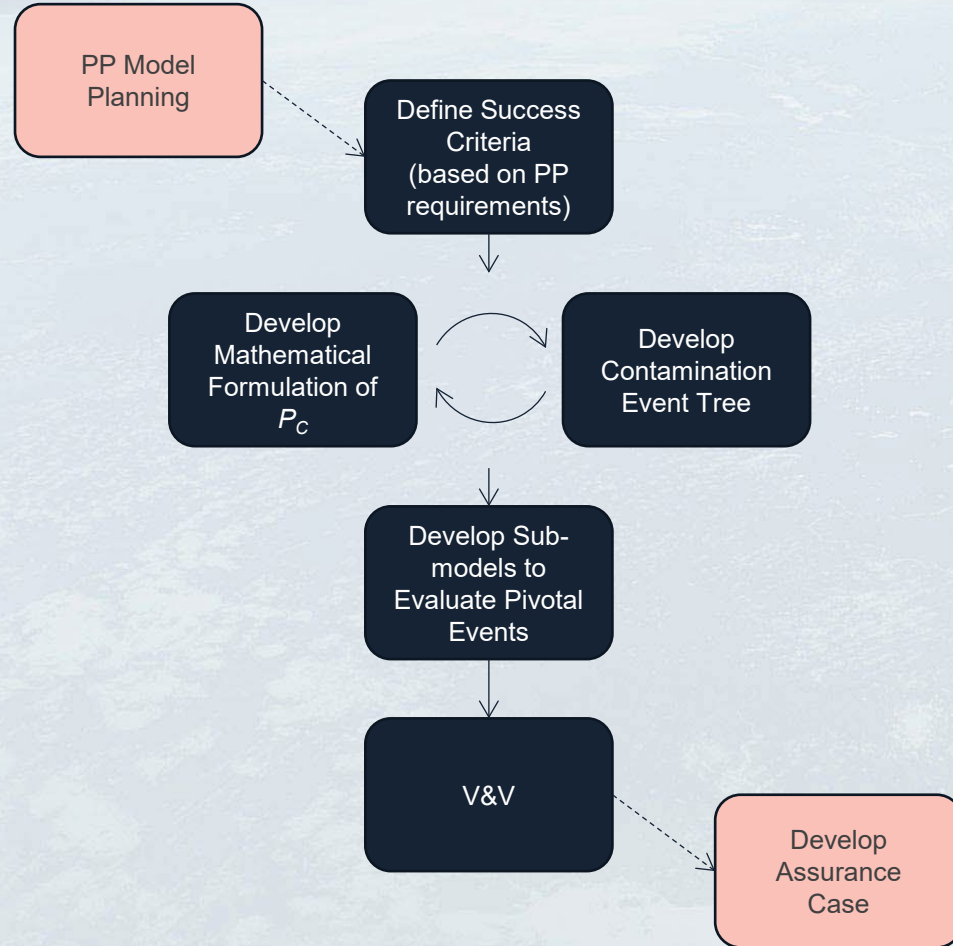 PP Model
Planning
Define Success
Criteria
(based on PP
requirements)
Develop
Mathematical
Formulation of
P_C
Develop
Contamination
Event Tree
Develop Sub-
models to
Evaluate Pivotal
Events
V&V
Develop
Assurance
Case